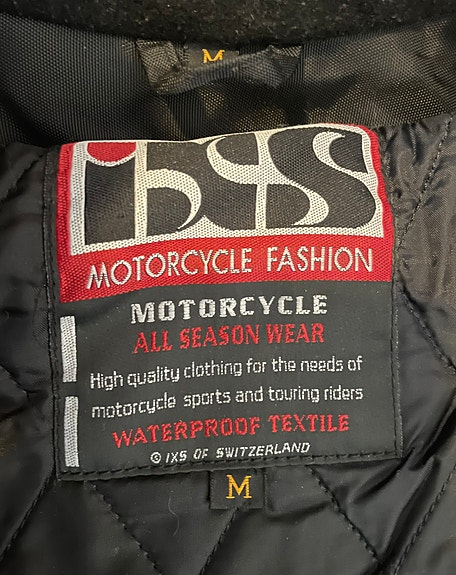 M
iXS
MOTORCYCLE FASHION
MOTORCYCLE
ALL SEASON WEAR
High quality clothing for the needs of
motorcycle sports and touring riders
WATERPROOF TEXTILE
© IXS OF SWITZERLAND
M